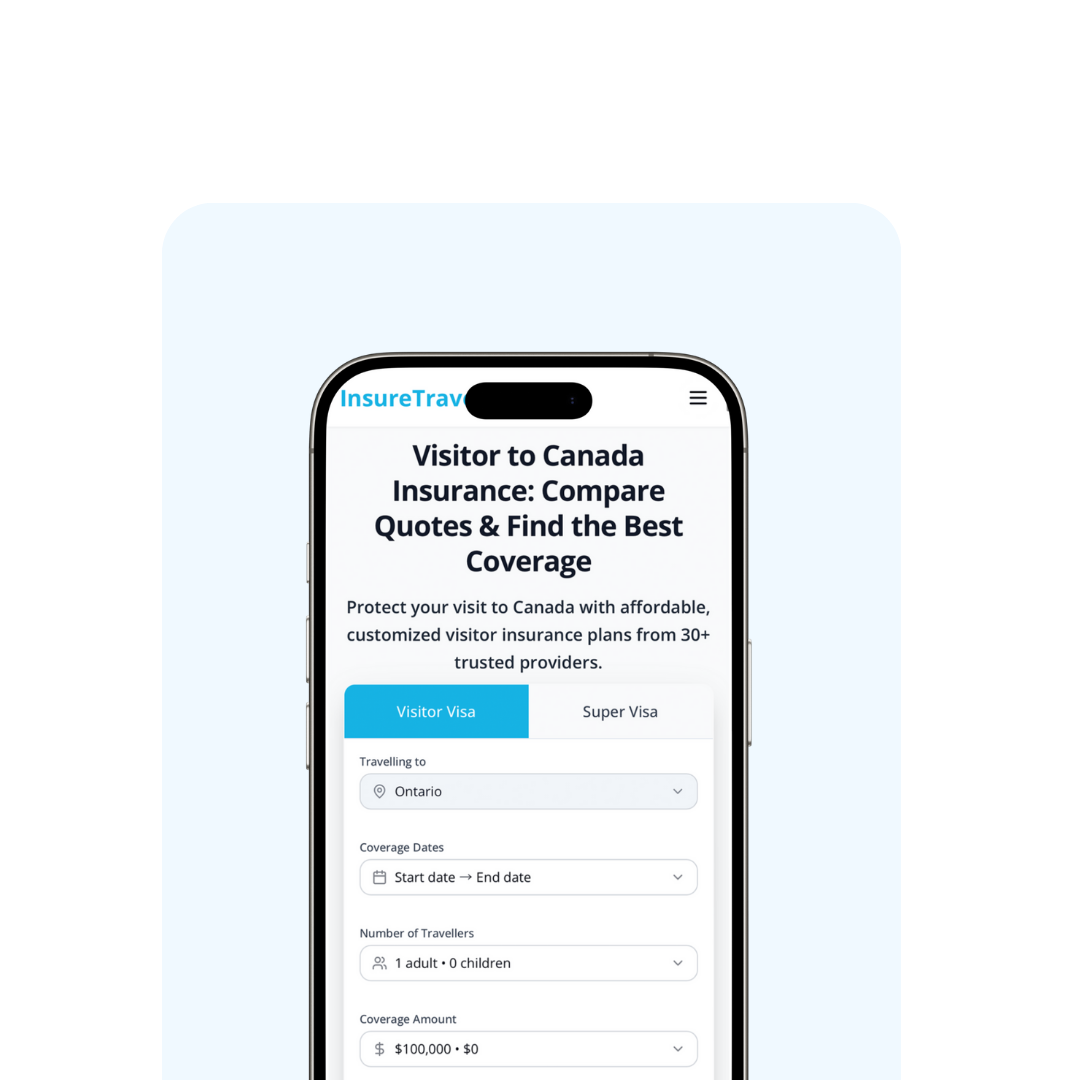 Visitor to Canada
Insurance: Compare
Quotes & Find the Best
Coverage
Protect your visit to Canada with affordable,
customized visitor insurance plans from 30+
trusted providers.
Visitor Visa
Super Visa
Travelling to
Ontario
Coverage Dates
Start date → End date
Number of Travellers
1 adult • 0 children
Coverage Amount
$100,000 • $0